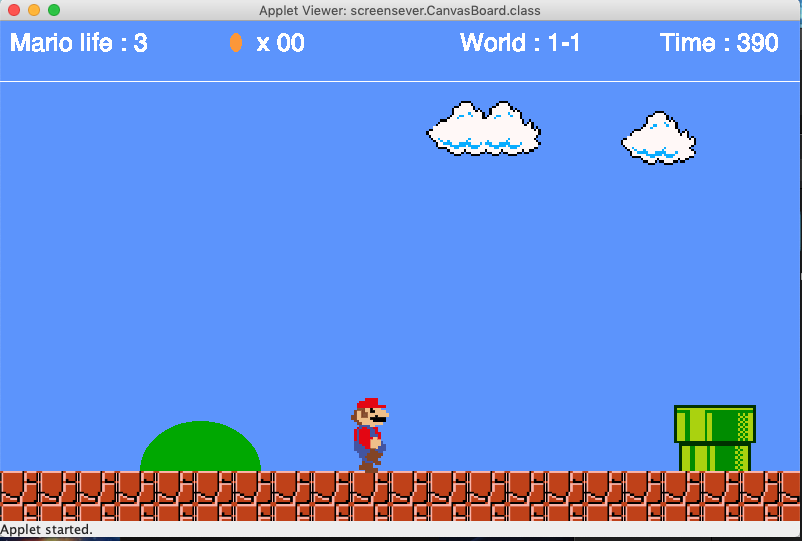 Applet Viewer: screensever.CanvasBoard.class
Mario life : 3 x 00 World : 1-1 Time : 390
Applet started.